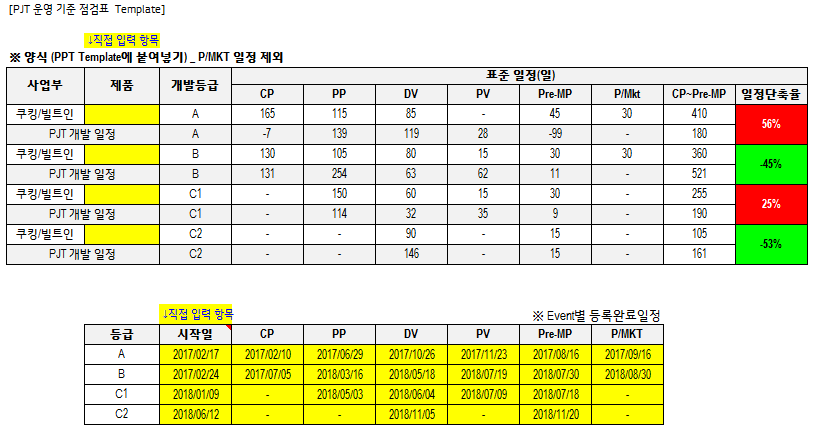 [PJT 운영 기준 점검표 Template]
↓직접 입력 항목
※ 양식 (PPT Template에 붙여넣기) _ P/MKT 일정 제외
사업부 제품 개발등급 표준 일정(일) 일정단축율
CP PP DV PV Pre-MP P/Mkt CP~Pre-MP
쿠킹/빌트인 A 165 115 85 - 45 30 410 56%
PJT 개발 일정 A -7 139 119 28 -99 - 180
쿠킹/빌트인 B 130 105 80 15 30 30 360 -45%
PJT 개발 일정 B 131 254 63 62 11 - 521
쿠킹/빌트인 C1 - 150 60 15 30 - 255 25%
PJT 개발 일정 C1 - 114 32 35 9 - 190
쿠킹/빌트인 C2 - - 90 - 15 - 105 -53%
PJT 개발 일정 C2 - - 146 - 15 - 161
↓직접 입력 항목 ※ Event별 등록완료일정
등급 시작일 CP PP DV PV Pre-MP P/MKT
A 2017/02/17 2017/02/10 2017/06/29 2017/10/26 2017/11/23 2017/08/16 2017/09/16
B 2017/02/24 2017/07/05 2018/03/16 2018/05/18 2018/07/19 2018/07/30 2018/08/30
C1 2018/01/09 - 2018/05/03 2018/06/04 2018/07/09 2018/07/18 -
C2 2018/06/12 - - 2018/11/05 - 2018/11/20 -